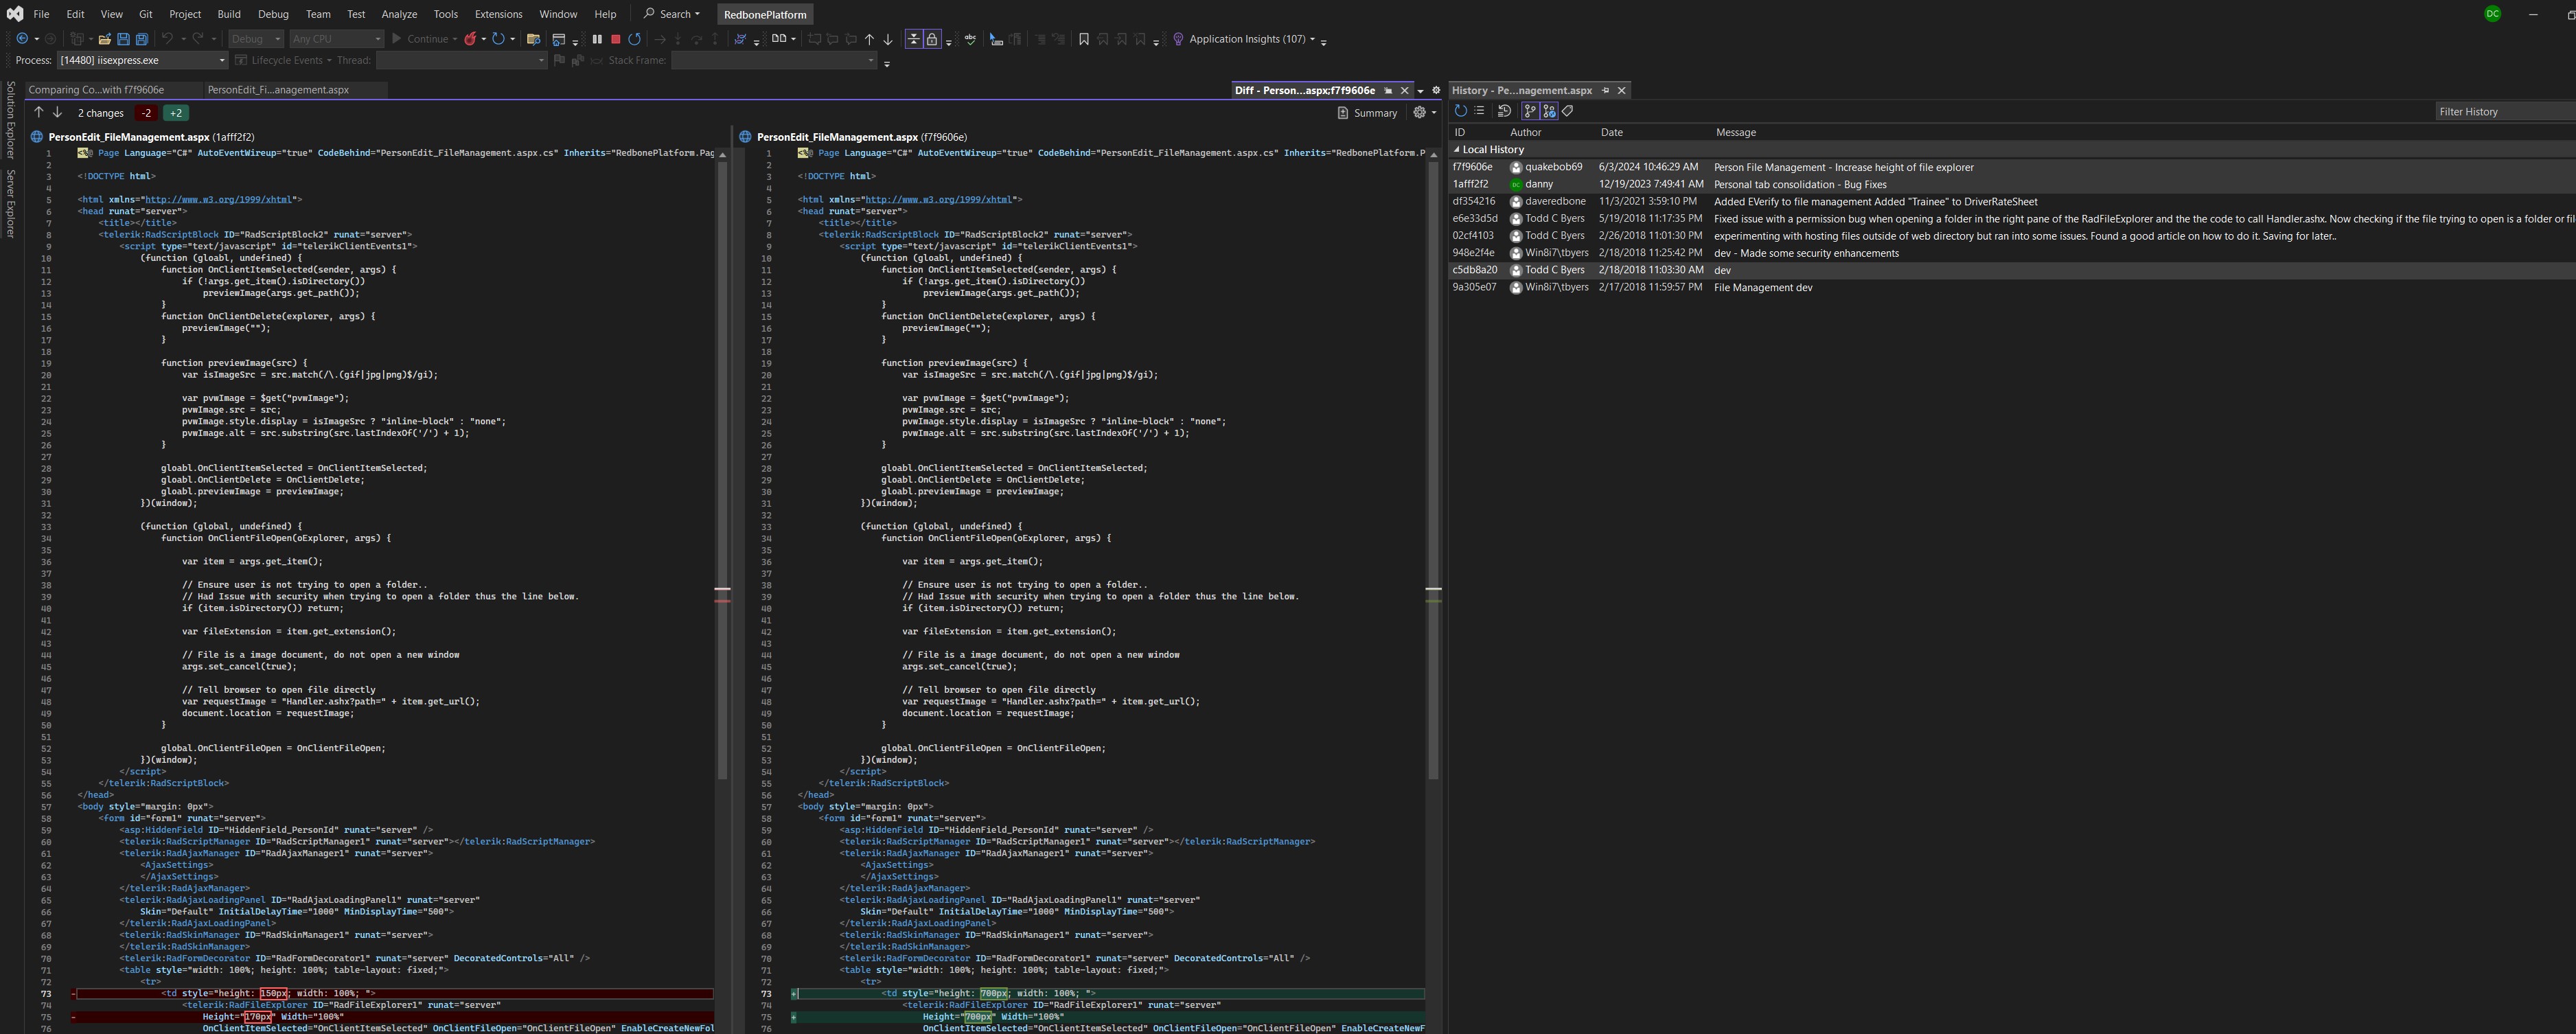 File Edit View Git Project Build Debug Team Test Analyze Tools Extensions Window Help Search RedbonePlatform DC
Debug Any CPU Continue Application Insights (107)
Process: [14480] iisexpress.exe Lifecycle Events Thread: Stack Frame:
Solution Explorer
Server Explorer
Comparing Co...with f7f9606e PersonEdit_Fi...anagement.aspx Diff - Person...aspx;f7f9606e
2 changes -2 +2 Summary
PersonEdit_FileManagement.aspx (1afff2f2)
1 <%@ Page Language="C#" AutoEventWireup="true" CodeBehind="PersonEdit_FileManagement.aspx.cs" Inherits="RedbonePlatform.Pag
2
3 <!DOCTYPE html>
4
5 <html xmlns="http://www.w3.org/1999/xhtml">
6 <head runat="server">
7 <title></title>
8 <telerik:RadScriptBlock ID="RadScriptBlock2" runat="server">
9 <script type="text/javascript" id="telerikClientEvents1">
10 (function (gloabl, undefined) {
11 function OnClientItemSelected(sender, args) {
12 if (!args.get_item().isDirectory())
13 previewImage(args.get_path());
14 }
15 function OnClientDelete(explorer, args) {
16 previewImage("");
17 }
18
19 function previewImage(src) {
20 var isImageSrc = src.match(/\.(gif|jpg|png)$/gi);
21
22 var pvwImage = $get("pvwImage");
23 pvwImage.src = src;
24 pvwImage.style.display = isImageSrc ? "inline-block" : "none";
25 pvwImage.alt = src.substring(src.lastIndexOf('/') + 1);
26 }
27
28 gloabl.OnClientItemSelected = OnClientItemSelected;
29 gloabl.OnClientDelete = OnClientDelete;
30 gloabl.previewImage = previewImage;
31 })(window);
32
33 (function (global, undefined) {
34 function OnClientFileOpen(oExplorer, args) {
35
36 var item = args.get_item();
37
38 // Ensure user is not trying to open a folder..
39 // Had Issue with security when trying to open a folder thus the line below.
40 if (item.isDirectory()) return;
41
42 var fileExtension = item.get_extension();
43
44 // File is a image document, do not open a new window
45 args.set_cancel(true);
46
47 // Tell browser to open file directly
48 var requestImage = "Handler.ashx?path=" + item.get_url();
49 document.location = requestImage;
50 }
51
52 global.OnClientFileOpen = OnClientFileOpen;
53 })(window);
54 </script>
55 </telerik:RadScriptBlock>
56 </head>
57 <body style="margin: 0px">
58 <form id="form1" runat="server">
59 <asp:HiddenField ID="HiddenField_PersonId" runat="server" />
60 <telerik:RadScriptManager ID="RadScriptManager1" runat="server"></telerik:RadScriptManager>
61 <telerik:RadAjaxManager ID="RadAjaxManager1" runat="server">
62 <AjaxSettings>
63 </AjaxSettings>
64 </telerik:RadAjaxManager>
65 <telerik:RadAjaxLoadingPanel ID="RadAjaxLoadingPanel1" runat="server"
66 Skin="Default" InitialDelayTime="1000" MinDisplayTime="500">
67 </telerik:RadAjaxLoadingPanel>
68 <telerik:RadSkinManager ID="RadSkinManager1" runat="server">
69 </telerik:RadSkinManager>
70 <telerik:RadFormDecorator ID="RadFormDecorator1" runat="server" DecoratedControls="All" />
71 <table style="width: 100%; height: 100%; table-layout: fixed;">
72 <tr>
73 - <td style="height: 150px; width: 100%; ">
74 <telerik:RadFileExplorer ID="RadFileExplorer1" runat="server"
75 - Height="170px" Width="100%"
76 OnClientItemSelected="OnClientItemSelected" OnClientFileOpen="OnClientFileOpen" EnableCreateNewFol
PersonEdit_FileManagement.aspx (f7f9606e)
1 <%@ Page Language="C#" AutoEventWireup="true" CodeBehind="PersonEdit_FileManagement.aspx.cs" Inherits="RedbonePlatform.P
2
3 <!DOCTYPE html>
4
5 <html xmlns="http://www.w3.org/1999/xhtml">
6 <head runat="server">
7 <title></title>
8 <telerik:RadScriptBlock ID="RadScriptBlock2" runat="server">
9 <script type="text/javascript" id="telerikClientEvents1">
10 (function (gloabl, undefined) {
11 function OnClientItemSelected(sender, args) {
12 if (!args.get_item().isDirectory())
13 previewImage(args.get_path());
14 }
15 function OnClientDelete(explorer, args) {
16 previewImage("");
17 }
18
19 function previewImage(src) {
20 var isImageSrc = src.match(/\.(gif|jpg|png)$/gi);
21
22 var pvwImage = $get("pvwImage");
23 pvwImage.src = src;
24 pvwImage.style.display = isImageSrc ? "inline-block" : "none";
25 pvwImage.alt = src.substring(src.lastIndexOf('/') + 1);
26 }
27
28 gloabl.OnClientItemSelected = OnClientItemSelected;
29 gloabl.OnClientDelete = OnClientDelete;
30 gloabl.previewImage = previewImage;
31 })(window);
32
33 (function (global, undefined) {
34 function OnClientFileOpen(oExplorer, args) {
35
36 var item = args.get_item();
37
38 // Ensure user is not trying to open a folder..
39 // Had Issue with security when trying to open a folder thus the line below.
40 if (item.isDirectory()) return;
41
42 var fileExtension = item.get_extension();
43
44 // File is a image document, do not open a new window
45 args.set_cancel(true);
46
47 // Tell browser to open file directly
48 var requestImage = "Handler.ashx?path=" + item.get_url();
49 document.location = requestImage;
50 }
51
52 global.OnClientFileOpen = OnClientFileOpen;
53 })(window);
54 </script>
55 </telerik:RadScriptBlock>
56 </head>
57 <body style="margin: 0px">
58 <form id="form1" runat="server">
59 <asp:HiddenField ID="HiddenField_PersonId" runat="server" />
60 <telerik:RadScriptManager ID="RadScriptManager1" runat="server"></telerik:RadScriptManager>
61 <telerik:RadAjaxManager ID="RadAjaxManager1" runat="server">
62 <AjaxSettings>
63 </AjaxSettings>
64 </telerik:RadAjaxManager>
65 <telerik:RadAjaxLoadingPanel ID="RadAjaxLoadingPanel1" runat="server"
66 Skin="Default" InitialDelayTime="1000" MinDisplayTime="500">
67 </telerik:RadAjaxLoadingPanel>
68 <telerik:RadSkinManager ID="RadSkinManager1" runat="server">
69 </telerik:RadSkinManager>
70 <telerik:RadFormDecorator ID="RadFormDecorator1" runat="server" DecoratedControls="All" />
71 <table style="width: 100%; height: 100%; table-layout: fixed;">
72 <tr>
73 + <td style="height: 700px; width: 100%; ">
74 <telerik:RadFileExplorer ID="RadFileExplorer1" runat="server"
75 + Height="700px" Width="100%"
76 OnClientItemSelected="OnClientItemSelected" OnClientFileOpen="OnClientFileOpen" EnableCreateNewF
History - Pe...nagement.aspx
Filter History
ID Author Date Message
Local History
f7f9606e quakebob69 6/3/2024 10:46:29 AM Person File Management - Increase height of file explorer
1afff2f2 DC danny 12/19/2023 7:49:41 AM Personal tab consolidation - Bug Fixes
df354216 daveredbone 11/3/2021 3:59:10 PM Added EVerify to file management Added "Trainee" to DriverRateSheet
e6e33d5d Todd C Byers 5/19/2018 11:17:35 PM Fixed issue with a permission bug when opening a folder in the right pane of the RadFileExplorer and the the code to call Handler.ashx. Now checking if the file trying to open is a folder or fil
02cf4103 Todd C Byers 2/26/2018 11:01:30 PM experimenting with hosting files outside of web directory but ran into some issues. Found a good article on how to do it. Saving for later..
948e2f4e Win8i7\tbyers 2/18/2018 11:25:42 PM dev - Made some security enhancements
c5db8a20 Todd C Byers 2/18/2018 11:03:30 AM dev
9a305e07 Win8i7\tbyers 2/17/2018 11:59:57 PM File Management dev